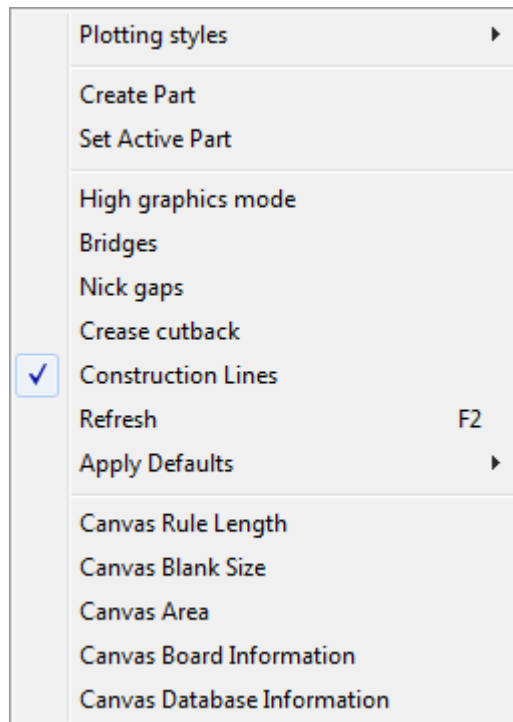 Plotting styles
Create Part
Set Active Part
High graphics mode
Bridges
Nick gaps
Crease cutback
Construction Lines
Refresh F2
Apply Defaults
Canvas Rule Length
Canvas Blank Size
Canvas Area
Canvas Board Information
Canvas Database Information